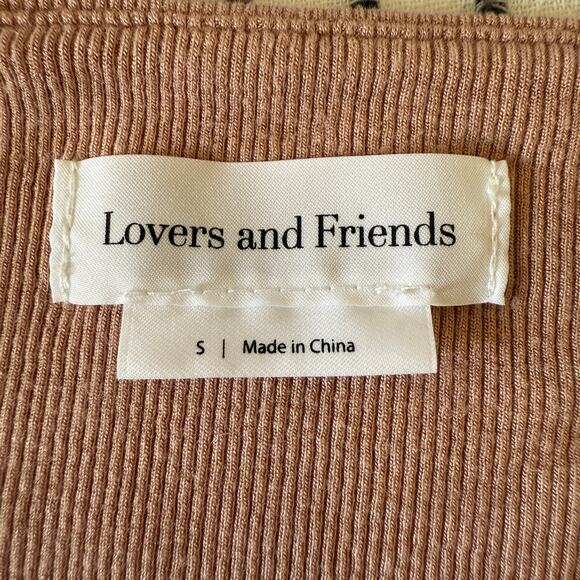 Lovers and Friends
S | Made in China